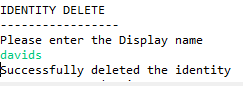 IDENTITY DELETE
-----------------
Please enter the Display name
davids
Successfully deleted the identity